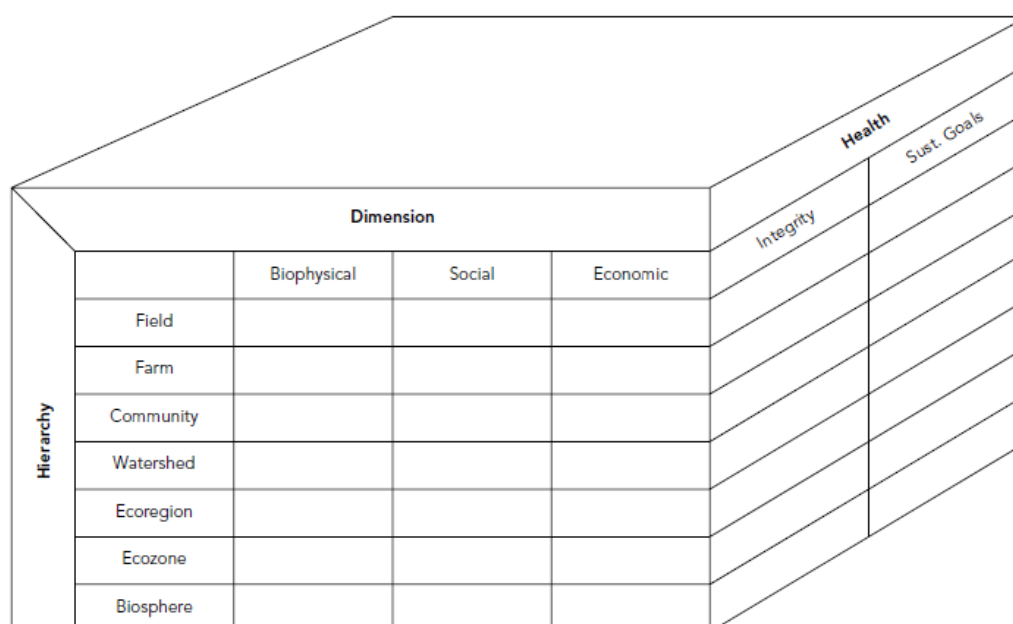 Health
Sust. Goals
Integrity
Dimension
Biophysical Social Economic
Hierarchy
Field
Farm
Community
Watershed
Ecoregion
Ecozone
Biosphere